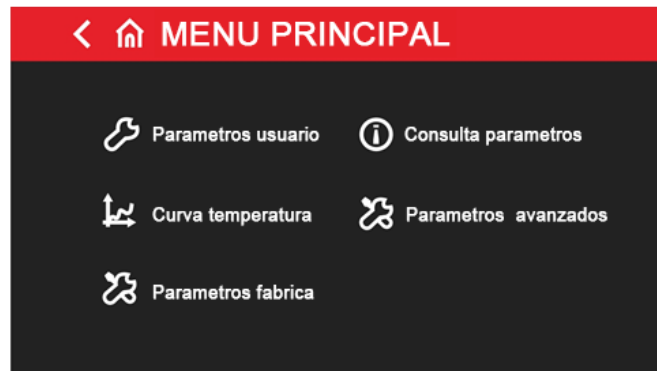 MENU PRINCIPAL
Parametros usuario
Consulta parametros
Curva temperatura
Parametros avanzados
Parametros fabrica